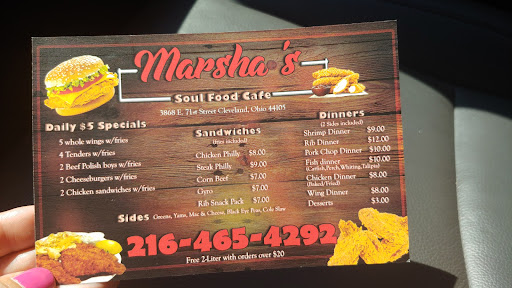 Marsha's
Soul Food Cafe
3868 E. 71st Street Cleveland, Ohio 44105
Daily $5 Specials
5 whole wings w/fries
4 Tenders w/fries
2 Beef Polish boys w/fries
2 Cheeseburgers w/fries
2 Chicken sandwiches w/fries
Sandwiches
(fries included)
Chicken Philly $8.00
Steak Philly $9.00
Corn Beef $7.00
Gyro $7.00
Rib Snack Pack $7.00
Dinners
(2 Sides included)
Shrimp Dinner $9.00
Rib Dinner $12.00
Pork Chop Dinner $10.00
Fish dinner $10.00
(Catfish,Perch,Whiting,Talipia)
Chicken Dinner $8.00
(Baked/Fried)
Wing Dinner $8.00
Desserts $3.00
Sides Greens, Yams, Mac & Cheese, Black Eye Peas, Cole Slaw
216-465-4292
Free 2-Liter with orders over $20